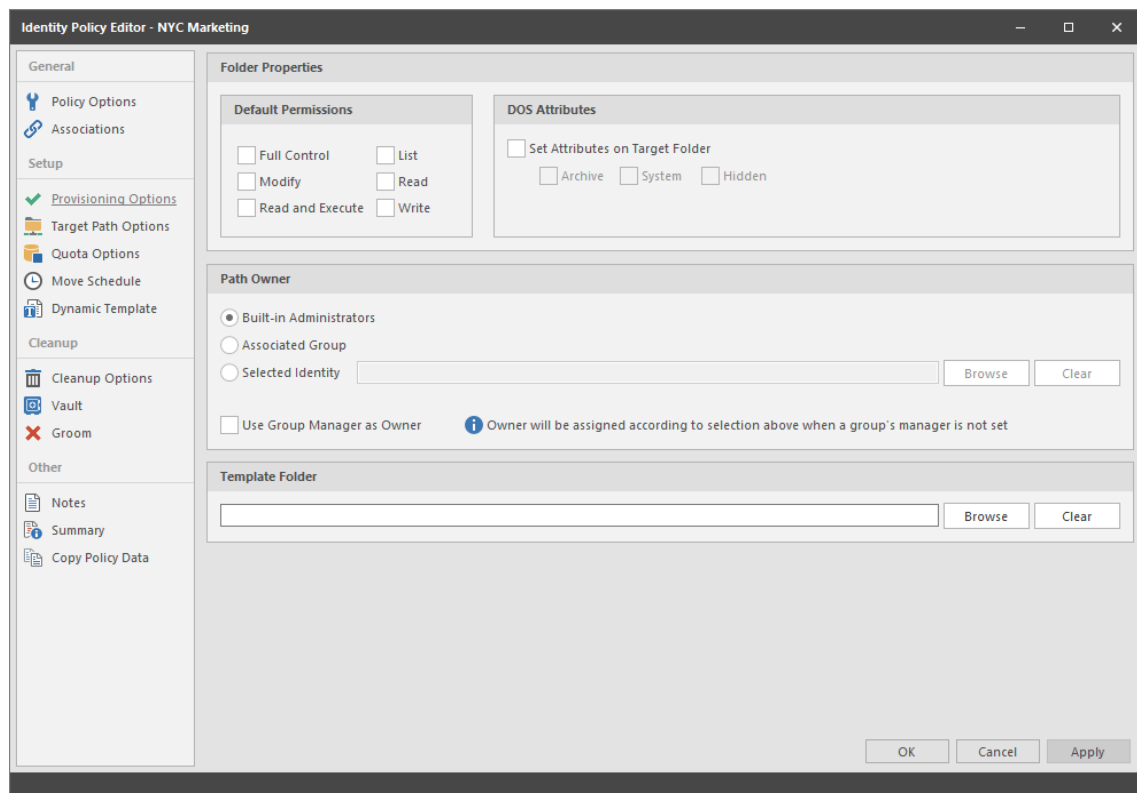 Identity Policy Editor - NYC Marketing
General
Policy Options
Associations
Setup
Provisioning Options
Target Path Options
Quota Options
Move Schedule
Dynamic Template
Cleanup
Cleanup Options
Vault
Groom
Other
Notes
Summary
Copy Policy Data
Folder Properties
Default Permissions
Full Control List
Modify Read
Read and Execute Write
DOS Attributes
Set Attributes on Target Folder
Archive System Hidden
Path Owner
Built-in Administrators
Associated Group
Selected Identity Browse Clear
Use Group Manager as Owner Owner will be assigned according to selection above when a group's manager is not set
Template Folder
Browse Clear
OK Cancel Apply